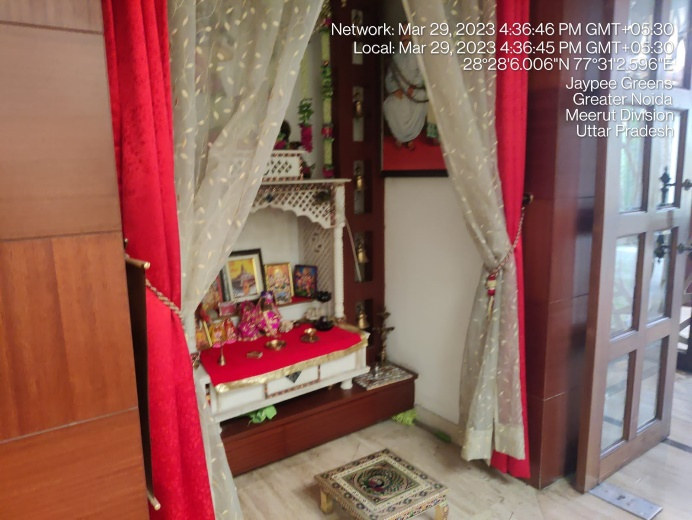 Network: Mar 29, 2023 4:36:46 PM GMT+05:30
Local: Mar 29, 2023 4:36:45 PM GMT+05:30
28°28'6.006"N 77°31'2.596"E
Jaypee Greens
Greater Noida
Meerut Division
Uttar Pradesh